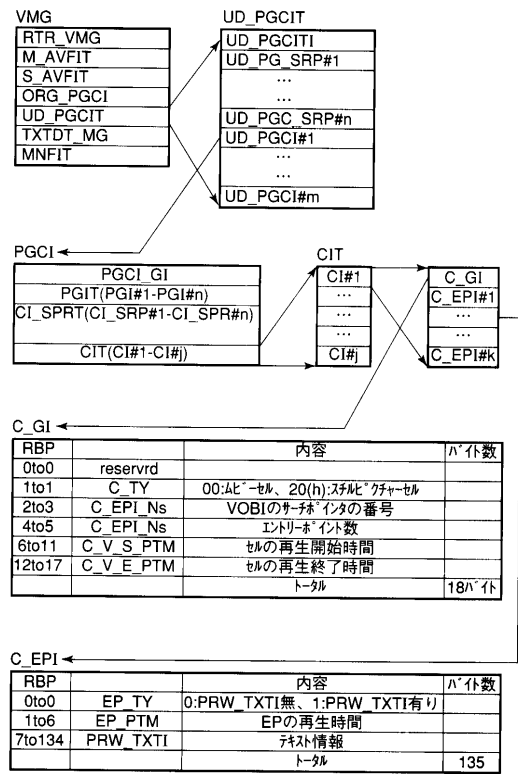 VMG
RTR_VMG
M_AVFIT
S_AVFIT
ORG_PGCI
UD_PGCIT
TXTDT_MG
MNFIT
UD_PGCIT
UD_PGCITI
UD_PG_SRP#1
...
...
UD_PGC_SRP#n
UD_PGCI#1
...
...
UD_PGCI#m
PGCI
PGCI_GI
PGIT(PGI#1-PGI#n)
CI_SPRT(CI_SRP#1-CI_SPR#n)
CIT(CI#1-CI#j)
CIT
CI#1
...
...
...
CI#j
C_GI
C_EPI#1
...
...
C_EPI#k
C_GI
RBP 内容 バイト数
0to0 reservrd
1to1 C_TY 00:ムビーセル、20(h):スチルピクチャーセル
2to3 C_EPI_Ns VOBIのサーチポインタの番号
4to5 C_EPI_Ns エントリーポイント数
6to11 C_V_S_PTM セルの再生開始時間
12to17 C_V_E_PTM セルの再生終了時間
トータル 18バイト
C_EPI
RBP 内容 バイト数
0to0 EP_TY 0:PRW_TXTI無、1:PRW_TXTI有り
1to6 EP_PTM EPの再生時間
7to134 PRW_TXTI テキスト情報
トータル 135